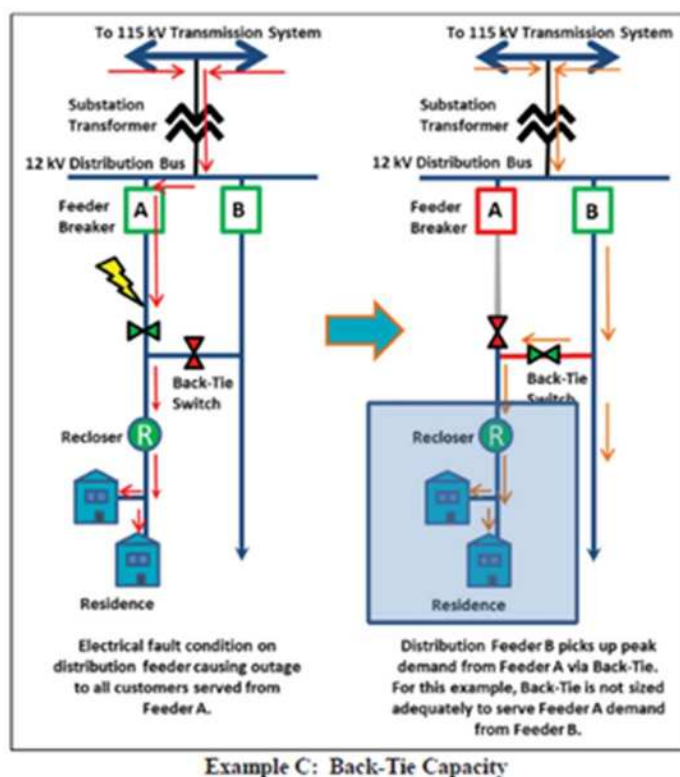 To 115 kV Transmission System
Substation
Transformer
12 kV Distribution Bus
Feeder
Breaker
A
B
Back-Tie
Switch
Recloser
R
Residence
Electrical fault condition on
distribution feeder causing outage
to all customers served from
Feeder A.
To 115 kV Transmission System
Substation
Transformer
12 kV Distribution Bus
Feeder
Breaker
A
B
Back-Tie
Switch
Recloser
R
Residence
Distribution Feeder B picks up peak
demand from Feeder A via Back-Tie.
For this example, Back-Tie is not sized
adequately to serve Feeder A demand
from Feeder B.
Example C: Back-Tie Capacity